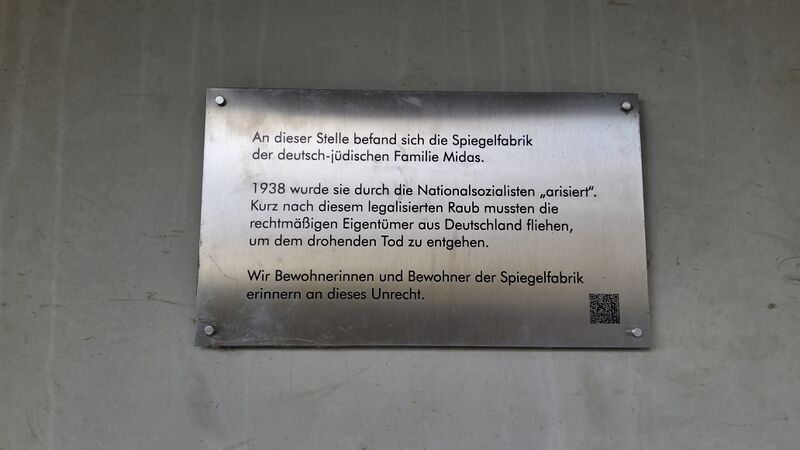 An dieser Stelle befand sich die Spiegelfabrik
der deutsch-jüdischen Familie Midas.
1938 wurde sie durch die Nationalsozialisten „arisiert“.
Kurz nach diesem legalisierten Raub mussten die
rechtmäßigen Eigentümer aus Deutschland fliehen,
um dem drohenden Tod zu entgehen.
Wir Bewohnerinnen und Bewohner der Spiegelfabrik
erinnern an dieses Unrecht.